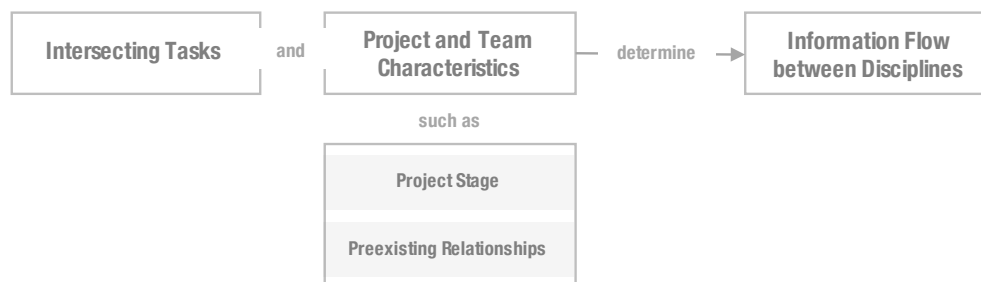 Intersecting Tasks
and
Project and Team
Characteristics
determine
Information Flow
between Disciplines
such as
Project Stage
Preexisting Relationships